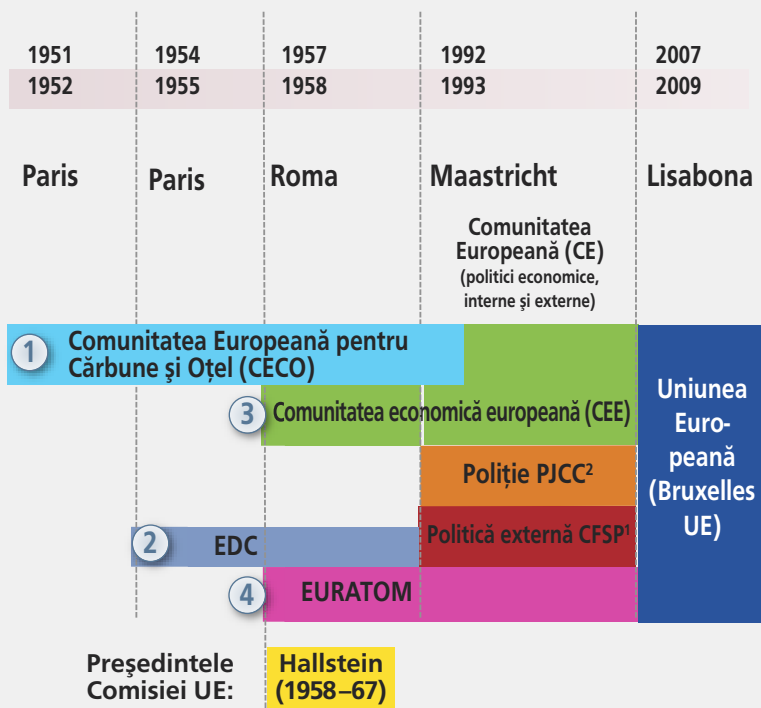 1951 1954 1957 1992 2007
1952 1955 1958 1993 2009
Paris Paris Roma Maastricht Lisabona
Comunitatea
Europeană (CE)
(politici economice,
interne și externe)
1 Comunitatea Europeană pentru
Cărbune şi Oțel (CECO)
3 Comunitatea economică europeană (CEE)
Poliție PJCC²
2 EDC
Politică externă CFSP¹
4 EURATOM
Uniunea
Euro-
peană
(Bruxelles
UE)
Preşedintele
Comisiei UE:
Hallstein
(1958–67)